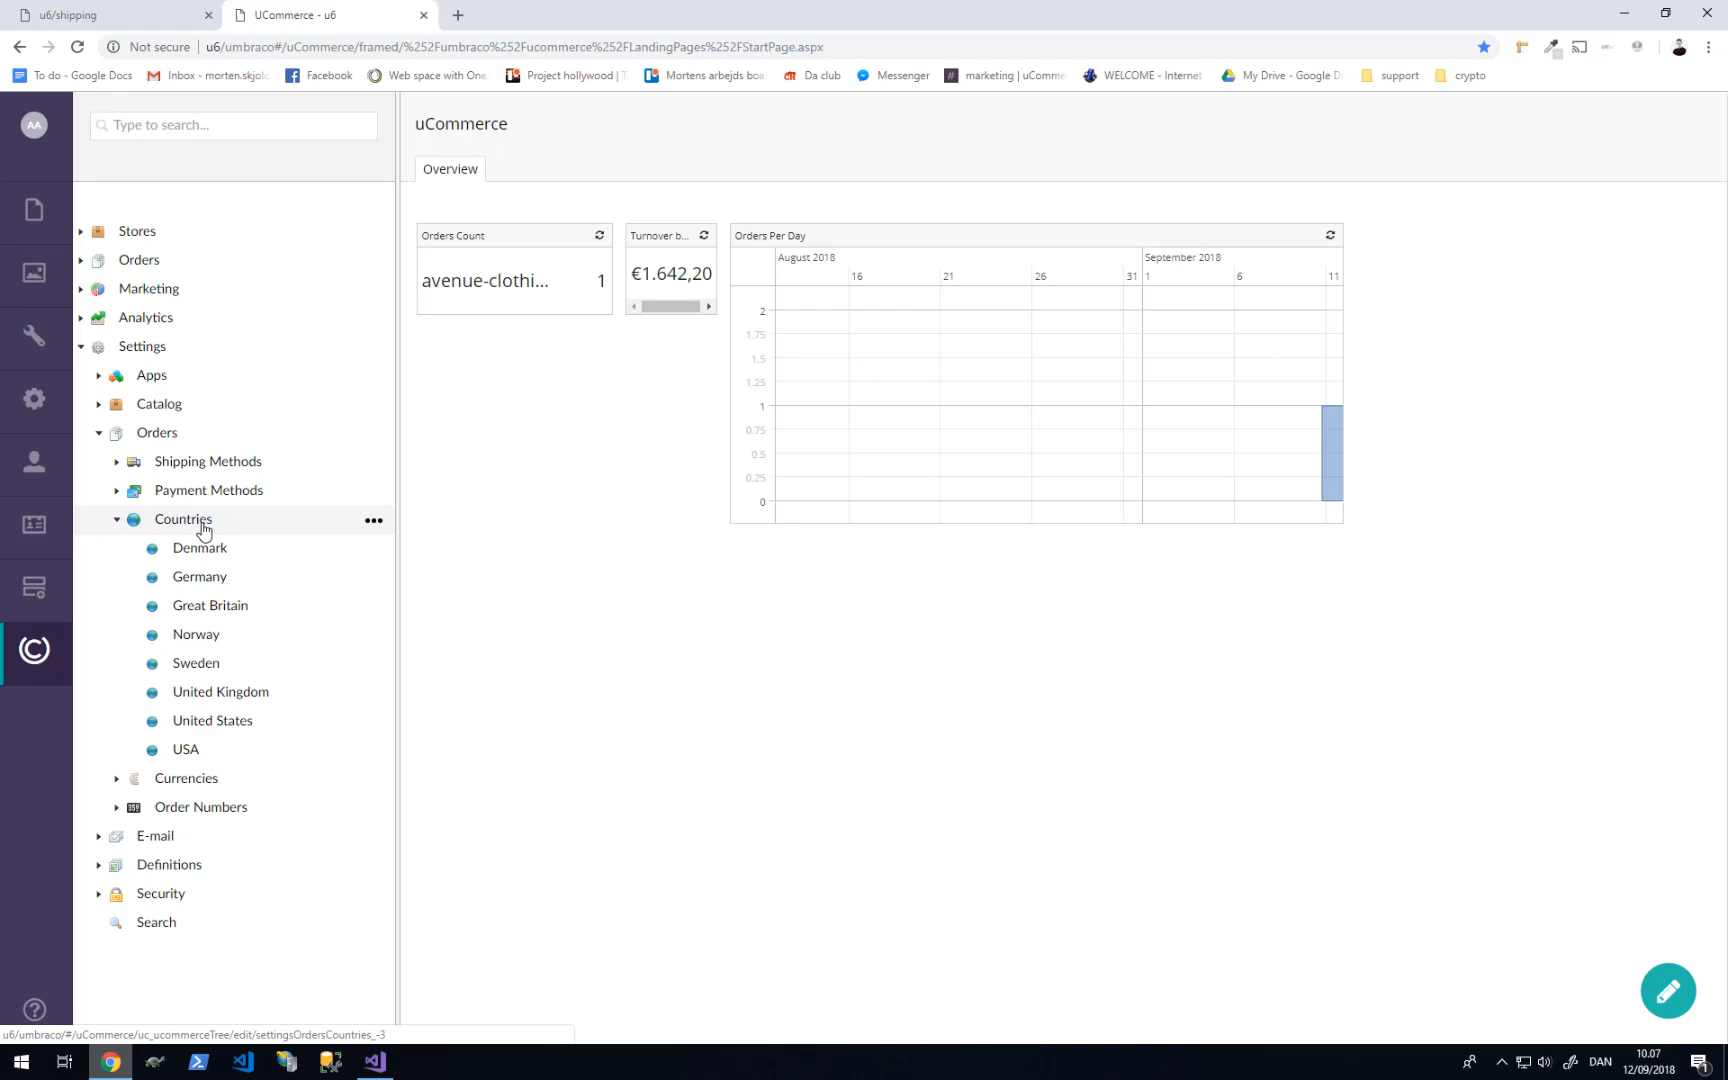 u6/shipping
UCommerce - u6
Not secure
u6/umbraco#/uCommerce/framed/%252Fumbraco%252Fucommerce%252FLandingPages%252FStartPage.aspx
To do - Google Docs
Inbox - morten.skjol
Facebook
Web space with One
Project hollywood | T
Mortens arbejds boa
Da club
Messenger
marketing | uComme
WELCOME - Internet
My Drive - Google D
support
crypto
AA
Type to search...
uCommerce
Overview
Stores
Orders
Marketing
Analytics
Settings
Apps
Catalog
Orders
Shipping Methods
Payment Methods
Countries
Denmark
Germany
Great Britain
Norway
Sweden
United Kingdom
United States
USA
Currencies
Order Numbers
E-mail
Definitions
Security
Search
Orders Count
avenue-clothi... 1
Turnover b...
€1.642,20
Orders Per Day
August 2018 September 2018
16 21 26 31 1 6 11
2
1.75
1.5
1.25
1
0.75
0.5
0.25
0
u6/umbraco/#/uCommerce/uc_ucommerceTree/edit/settingsOrdersCountries_-3
DAN
10.07
12/09/2018
1